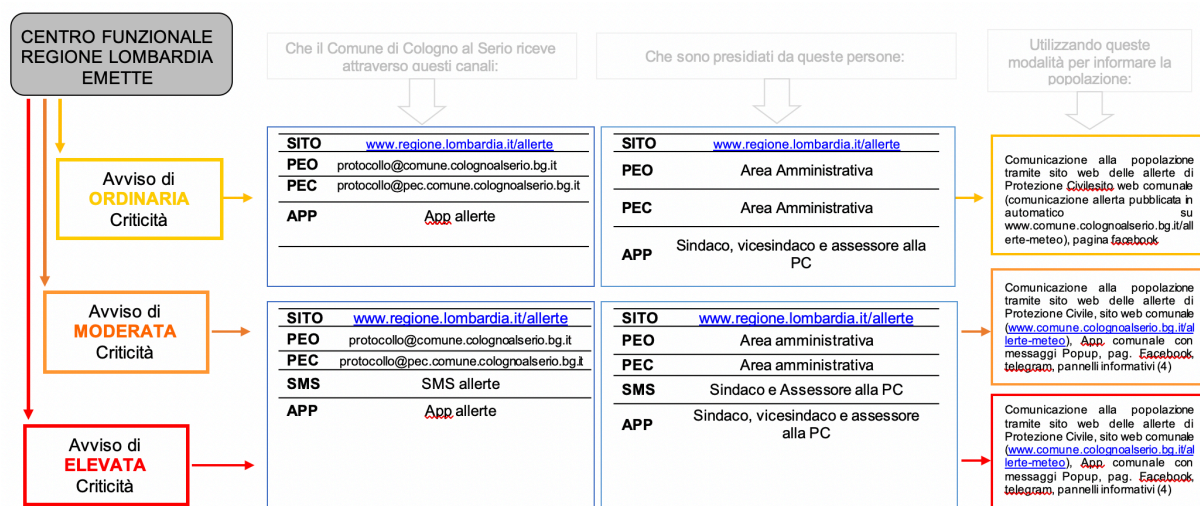 CENTRO FUNZIONALE
REGIONE LOMBARDIA
EMETTE
Che il Comune di Cologno al Serio riceve
attraverso questi canali:
Che sono presidiati da queste persone:
Utilizzando queste
modalità per informare la
popolazione:
Avviso di
ORDINARIA
Criticità
SITO www.regione.lombardia.it/allerte
PEO protocollo@comune.colognoalserio.bg.it
PEC protocollo@pec.comune.colognoalserio.bg.it
APP App allerte
SITO www.regione.lombardia.it/allerte
PEO Area Amministrativa
PEC Area Amministrativa
APP Sindaco, vicesindaco e assessore alla
PC
Comunicazione alla popolazione
tramite sito web delle allerte di
Protezione Civilesito web comunale
(comunicazione allerta pubblicata in
automatico su
www.comune.colognoalserio.bg.it/all
erte-meteo), pagina facebook
Avviso di
MODERATA
Criticità
SITO www.regione.lombardia.it/allerte
PEO protocollo@comune.colognoalserio.bg.it
PEC protocollo@pec.comune.colognoalserio.bg.it
SMS SMS allerte
APP App allerte
SITO www.regione.lombardia.it/allerte
PEO Area amministrativa
PEC Area amministrativa
SMS Sindaco e Assessore alla PC
APP Sindaco, vicesindaco e assessore
alla PC
Comunicazione alla popolazione
tramite sito web delle allerte di
Protezione Civile, sito web comunale
(www.comune.colognoalserio.bg.it/al
lerte-meteo), App comunale con
messaggi Popup, pag. Facebook,
telegram, pannelli informativi (4)
Avviso di
ELEVATA
Criticità
Comunicazione alla popolazione
tramite sito web delle allerte di
Protezione Civile, sito web comunale
(www.comune.colognoalserio.bg.it/al
lerte-meteo), App comunale con
messaggi Popup, pag. Facebook,
telegram, pannelli informativi (4)